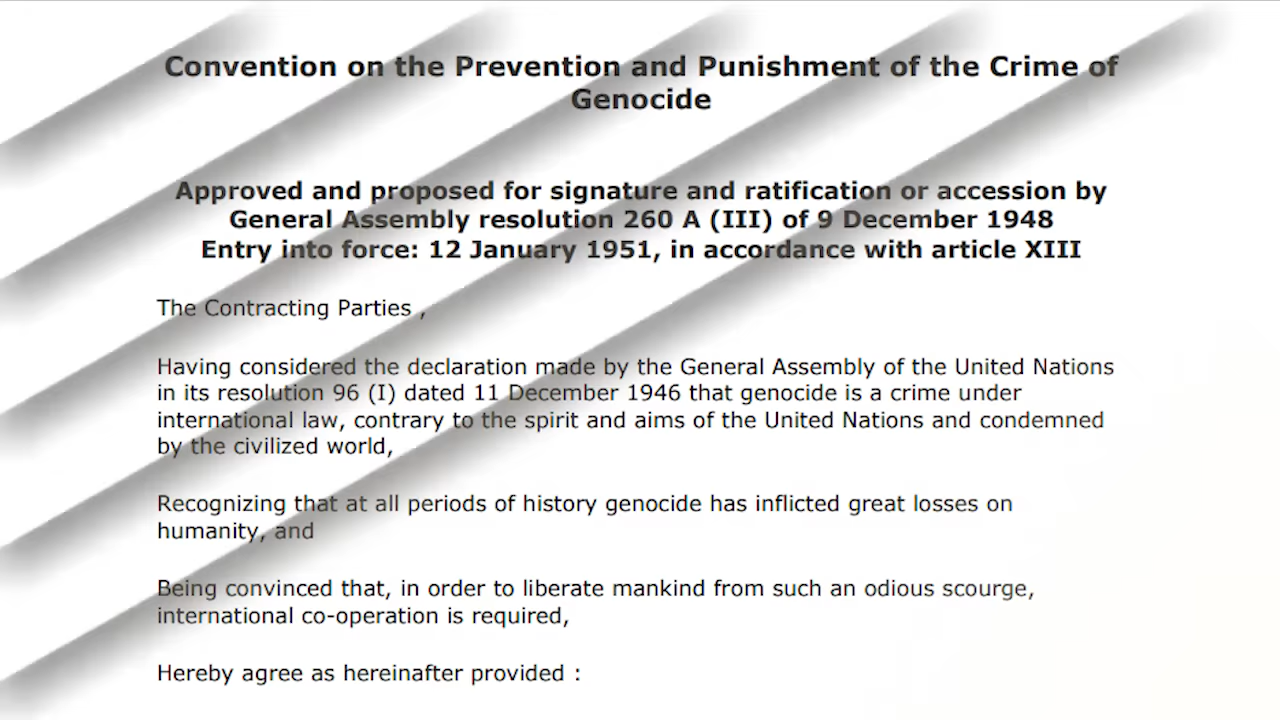 Convention on the Prevention and Punishment of the Crime of
Genocide
Approved and proposed for signature and ratification or accession by
General Assembly resolution 260 A (III) of 9 December 1948
Entry into force: 12 January 1951, in accordance with article XIII
The Contracting Parties ,
Having considered the declaration made by the General Assembly of the United Nations
in its resolution 96 (I) dated 11 December 1946 that genocide is a crime under
international law, contrary to the spirit and aims of the United Nations and condemned
by the civilized world,
Recognizing that at all periods of history genocide has inflicted great losses on
humanity, and
Being convinced that, in order to liberate mankind from such an odious scourge,
international co-operation is required,
Hereby agree as hereinafter provided :